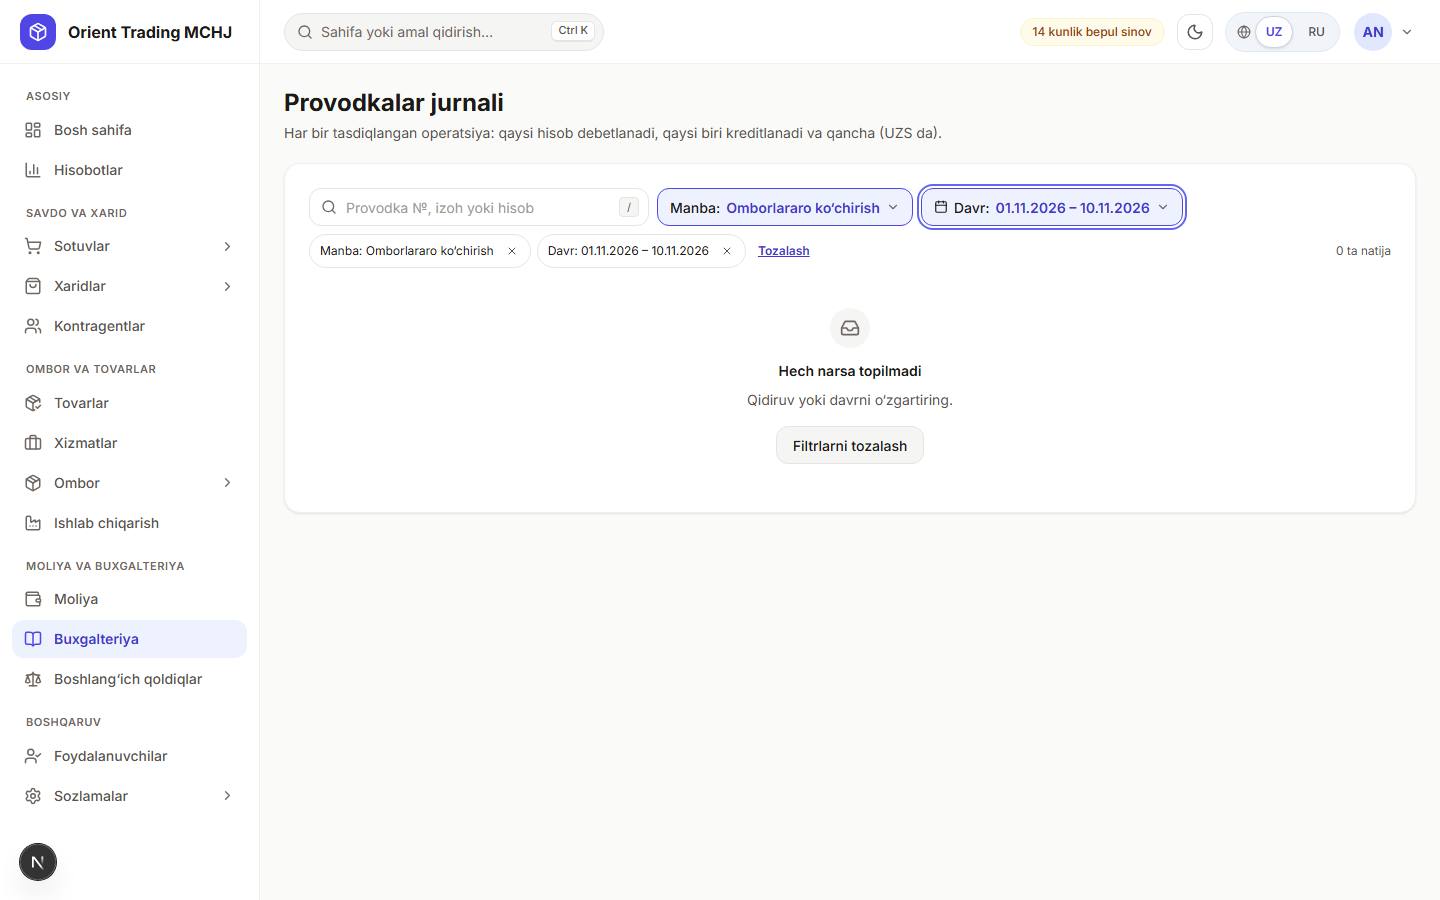 Orient Trading MCHJ
Sahifa yoki amal qidirish...
Ctrl K
14 kunlik bepul sinov
UZ
RU
AN
ASOSIY
Bosh sahifa
Hisobotlar
SAVDO VA XARID
Sotuvlar
Xaridlar
Kontragentlar
OMBOR VA TOVARLAR
Tovarlar
Xizmatlar
Ombor
Ishlab chiqarish
MOLIYA VA BUXGALTERIYA
Moliya
Buxgalteriya
Boshlang‘ich qoldiqlar
BOSHQARUV
Foydalanuvchilar
Sozlamalar
N
Provodkalar jurnali
Har bir tasdiqlangan operatsiya: qaysi hisob debetlanadi, qaysi biri kreditlanadi va qancha (UZS da).
Provodka №, izoh yoki hisob
/
Manba: Omborlararo ko‘chirish
Davr: 01.11.2026 – 10.11.2026
Manba: Omborlararo ko‘chirish
Davr: 01.11.2026 – 10.11.2026
Tozalash
0 ta natija
Hech narsa topilmadi
Qidiruv yoki davrni o‘zgartiring.
Filtrlarni tozalash